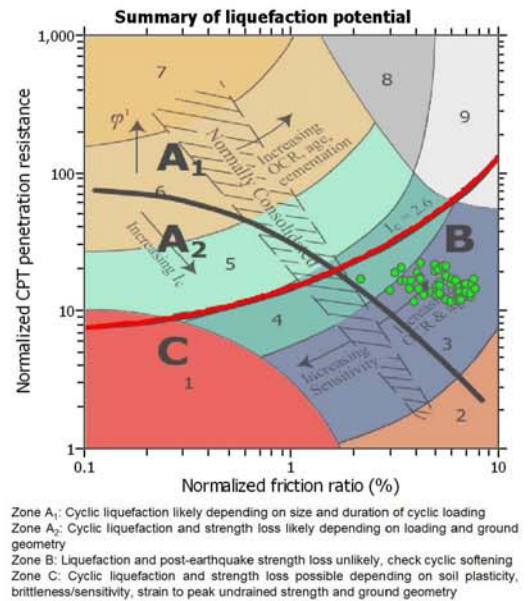 Summary of liquefaction potential
1,000
100
10
1
0.1
1
10
Normalized CPT penetration resistance
Normalized friction ratio (%)
7
8
9
φ'
A1
Normally Consolidated
Increasing
OCR, age,
cementation
6
A2
Increasing Ic
5
Ic = 2.6
B
4
C
1
Increasing
Sensitivity
OCR &
3
2
Zone A1: Cyclic liquefaction likely depending on size and duration of cyclic loading
Zone A2: Cyclic liquefaction and strength loss likely depending on loading and ground
geometry
Zone B: Liquefaction and post-earthquake strength loss unlikely, check cyclic softening
Zone C: Cyclic liquefaction and strength loss possible depending on soil plasticity,
brittleness/sensitivity, strain to peak undrained strength and ground geometry